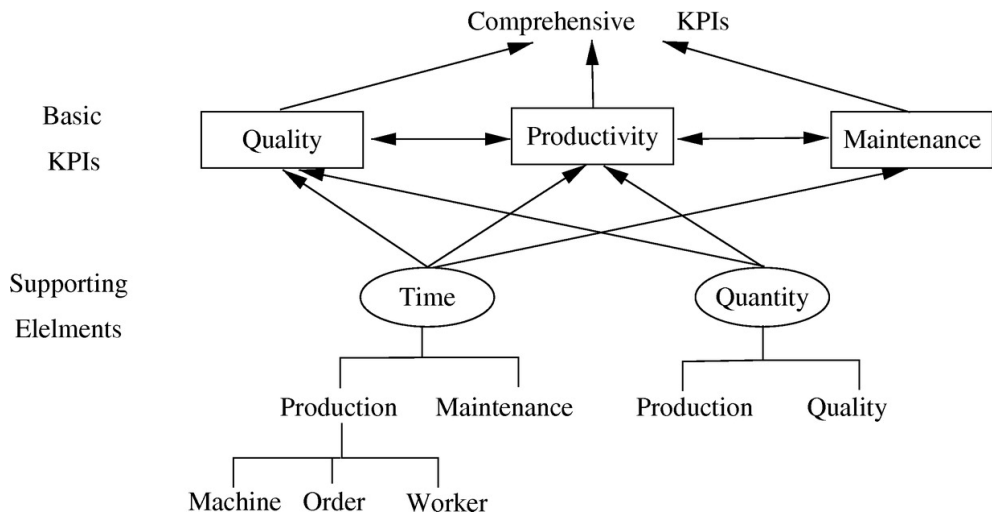 Comprehensive KPIs
Basic
KPIs
Quality
Productivity
Maintenance
Supporting
Elelments
Time
Quantity
Production
Maintenance
Production
Quality
Machine
Order
Worker